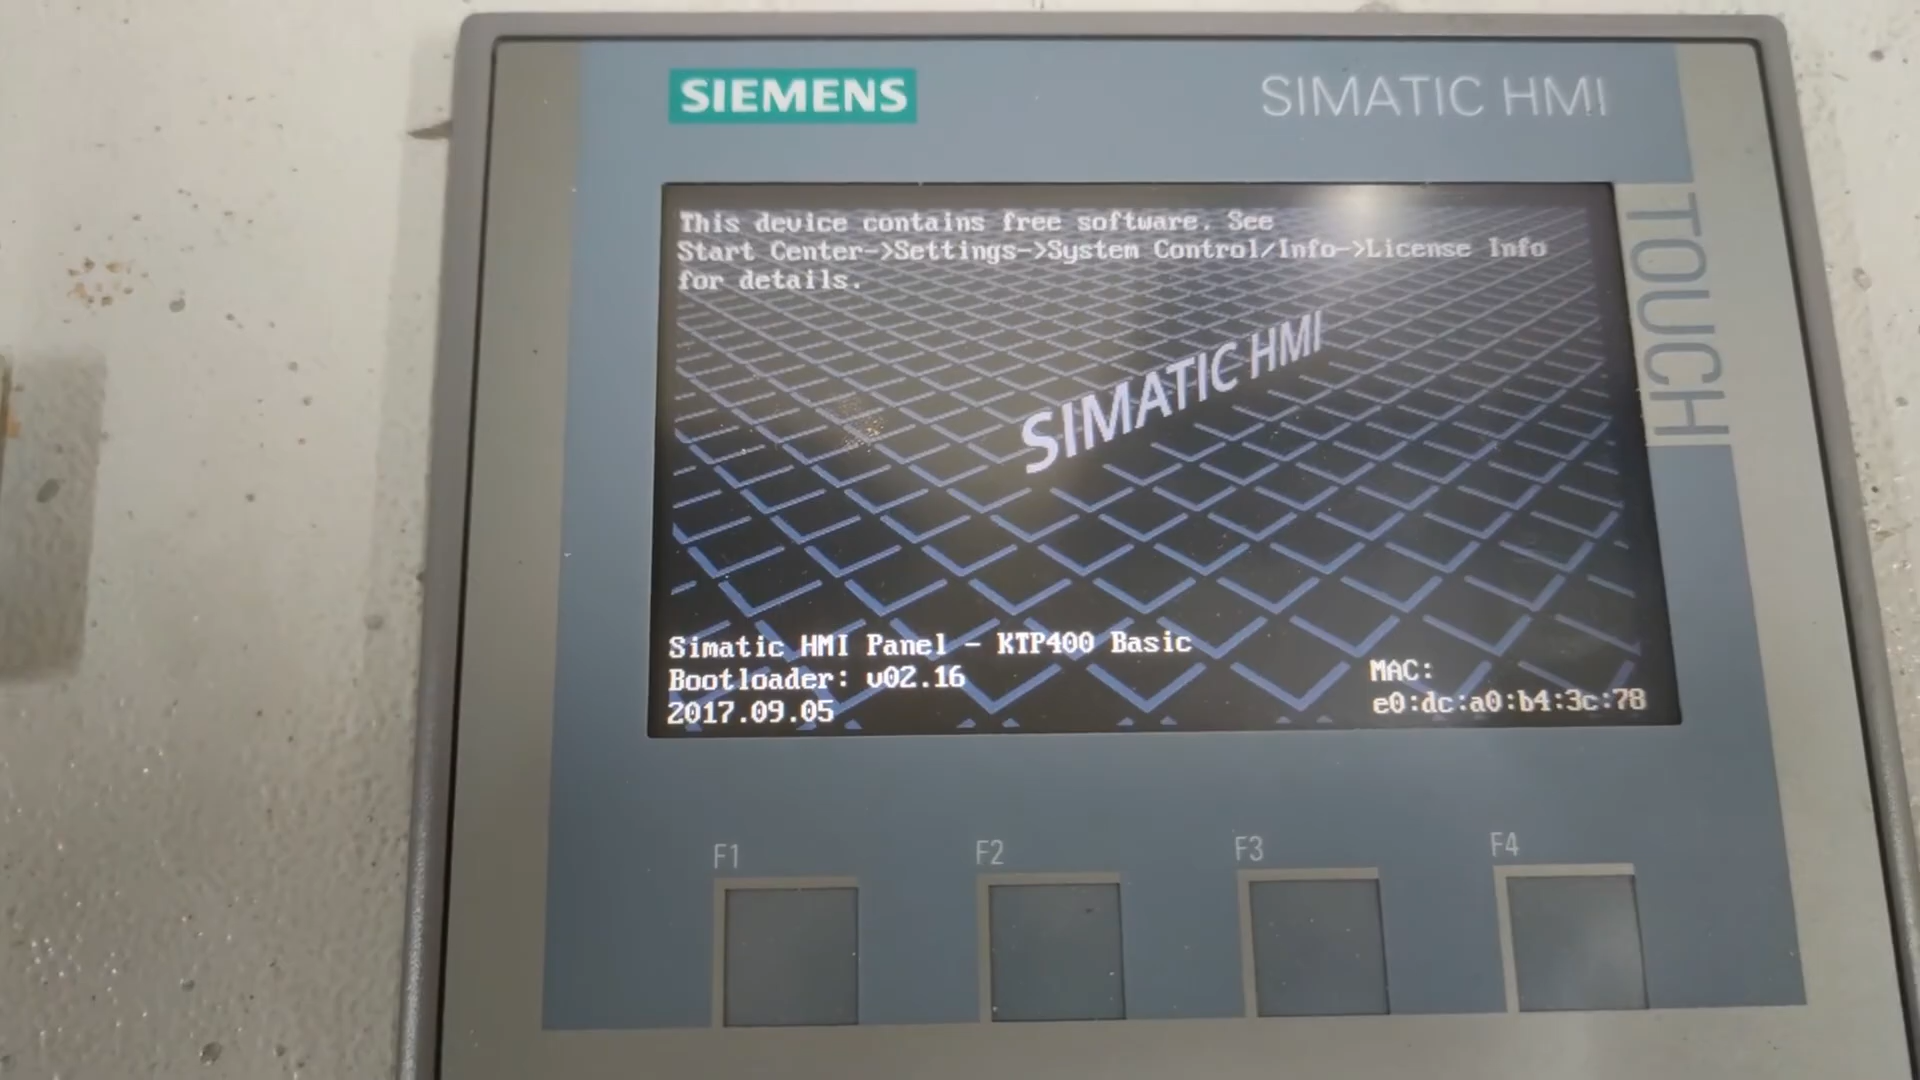 SIEMENS
SIMATIC HMI
TOUCH
This device contains free software. See
Start Center->Settings->System Control/Info->License Info
for details.
SIMATIC HMI
Simatic HMI Panel - KTP400 Basic
Bootloader: v02.16
2017.09.05
MAC:
e0:dc:a0:b4:3c:78
F1
F2
F3
F4